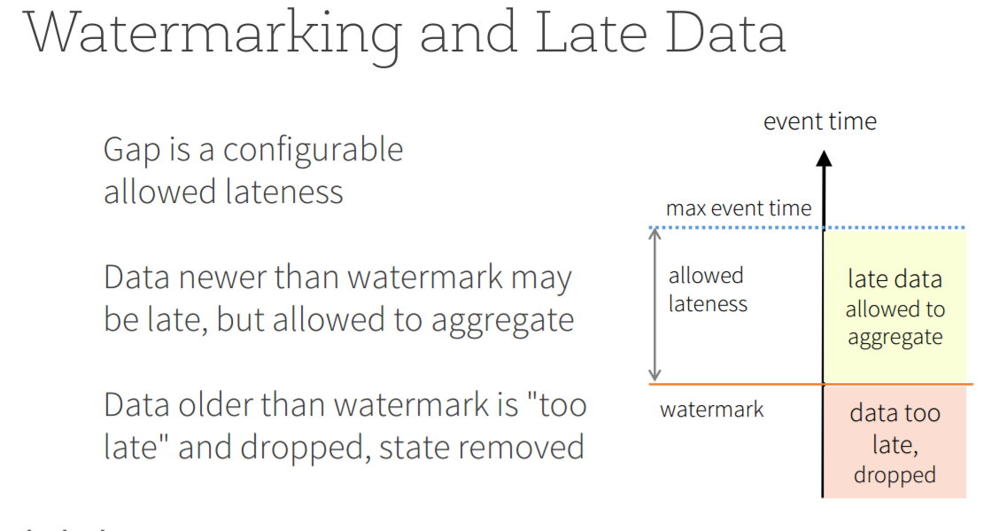 Watermarking and Late Data
Gap is a configurable
allowed lateness
Data newer than watermark may
be late, but allowed to aggregate
Data older than watermark is "too
late" and dropped, state removed
event time
max event time
allowed
lateness
late data
allowed to
aggregate
watermark
data too
late,
dropped